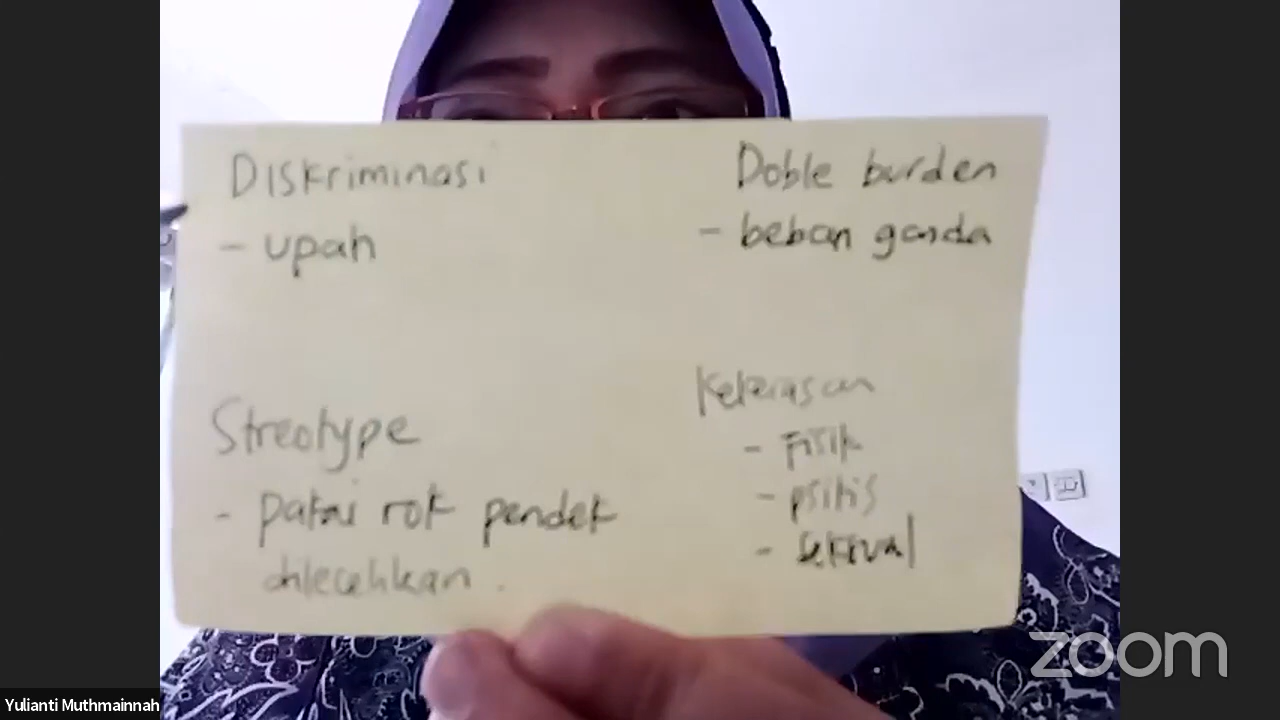 Diskriminasi
- upah
Doble burden
- beban ganda
Streotype
- pakai rok pendek
dilecehkan.
Kekerasan
- Fisik
- psikis
- seksual
zoom
Yulianti Muthmainnah